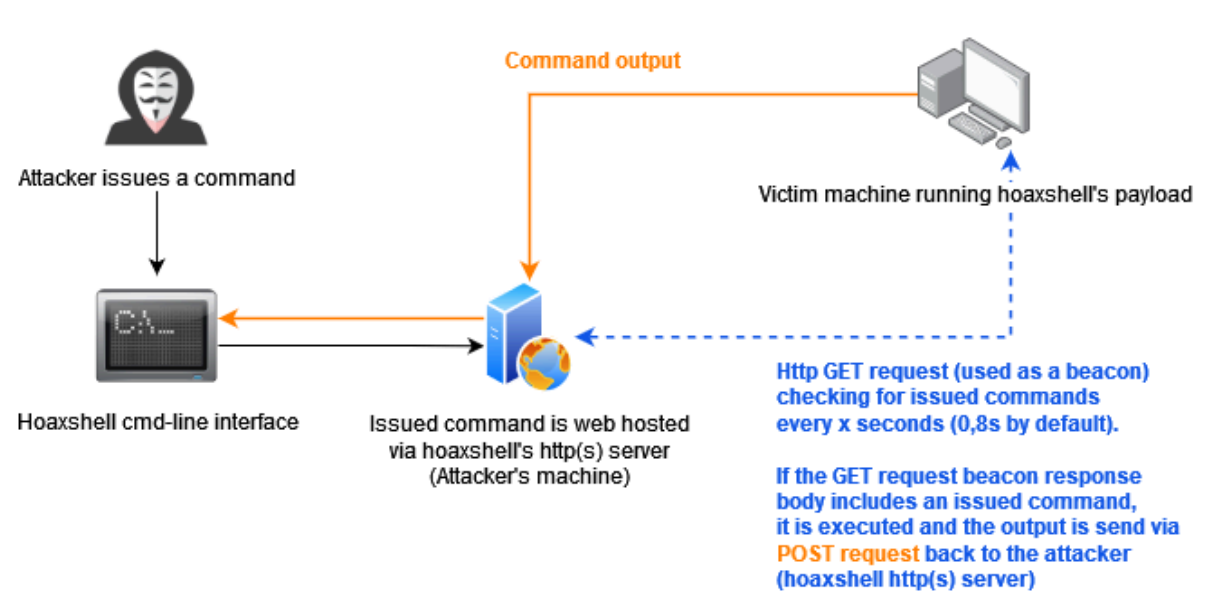 Command output
Attacker issues a command
Victim machine running hoaxshell's payload
C:\_
Hoaxshell cmd-line interface
Issued command is web hosted
via hoaxshell's http(s) server
(Attacker's machine)
Http GET request (used as a beacon)
checking for issued commands
every x seconds (0,8s by default).
If the GET request beacon response
body includes an issued command,
it is executed and the output is send via
POST request back to the attacker
(hoaxshell http(s) server)